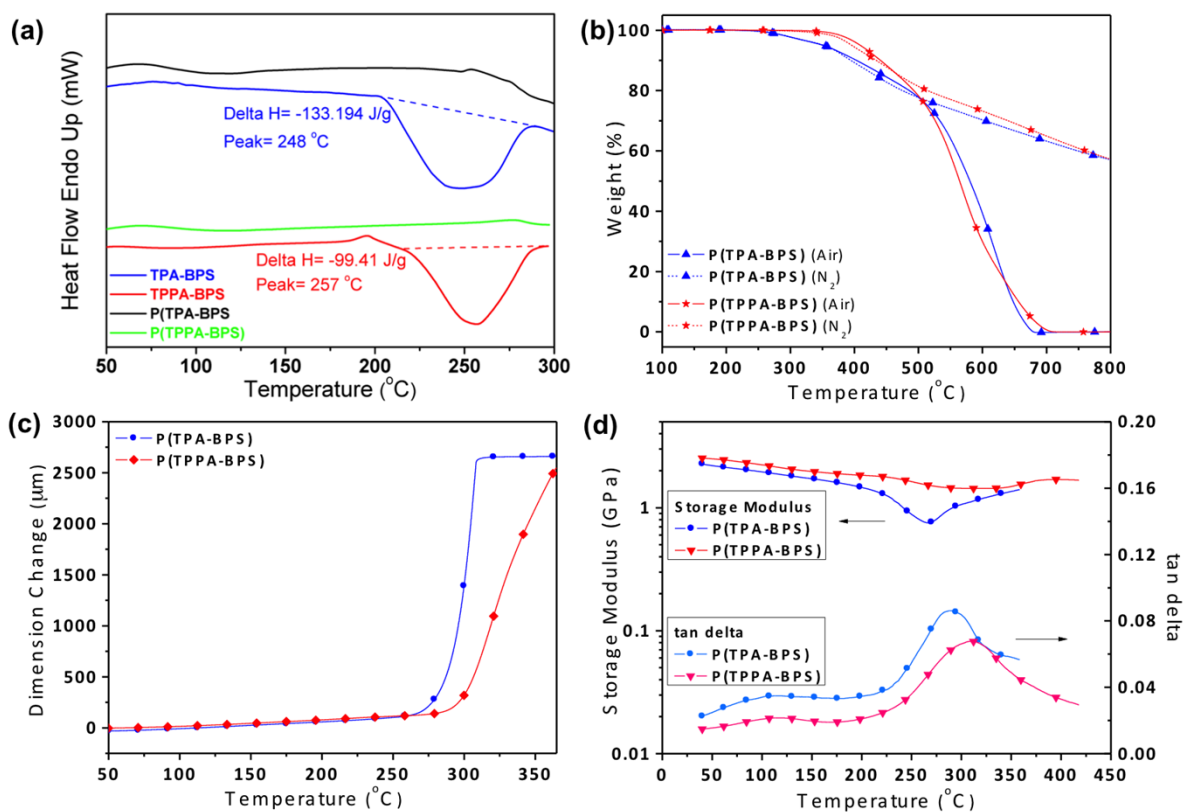 (a)
Heat Flow Endo Up (mW)
Delta H= -133.194 J/g
Peak= 248 °C
Delta H= -99.41 J/g
Peak= 257 °C
TPA-BPS
TPPA-BPS
P(TPA-BPS
P(TPPA-BPS)
50 100 150 200 250 300
Temperature (°C)
(b)
Weight (%)
100
80
60
40
20
0
P(TPA-BPS) (Air)
P(TPA-BPS) (N2)
P(TPPA-BPS) (Air)
P(TPPA-BPS) (N2)
100 200 300 400 500 600 700 800
Temperature (°C)
(c)
Dimension Change (μm)
3000
2500
2000
1500
1000
500
0
P(TPA-BPS)
P(TPPA-BPS)
50 100 150 200 250 300 350
Temperature (°C)
(d)
Storage Modulus (GPa)
1
0.1
0.01
Storage Modulus
P(TPA-BPS)
P(TPPA-BPS)
tan delta
P(TPA-BPS)
P(TPPA-BPS)
0.20
0.16
0.12
0.08
0.04
0.00
tan delta
0 50 100 150 200 250 300 350 400 450
Temperature (°C)